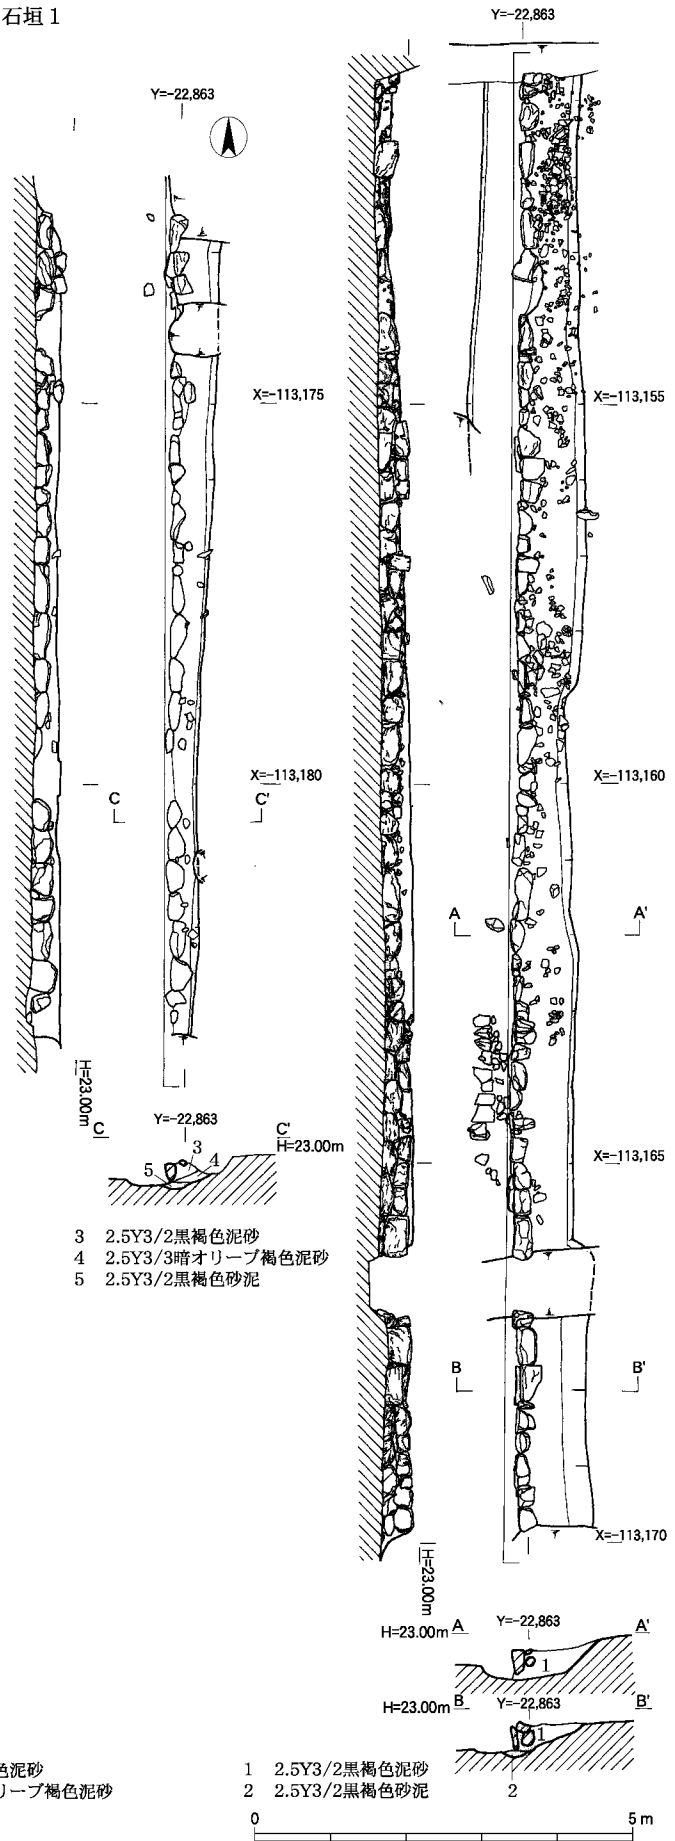 石垣1
Y=-22,863
Y=-22,863
X=-113,175
X=-113,155
X=-113,180
X=-113,160
C
C'
A
A'
H=23.00m
X=-113,165
C
Y=-22,863
C'
H=23.00m
3
4
5
3 2.5Y3/2黒褐色泥砂
4 2.5Y3/3暗オリーブ褐色泥砂
5 2.5Y3/2黒褐色砂泥
B
B'
X=-113,170
H=23.00m
H=23.00m
A
Y=-22,863
A'
1
H=23.00m
B
Y=-22,863
B'
1
2
色泥砂
リーブ褐色泥砂
1 2.5Y3/2黒褐色泥砂
2 2.5Y3/2黒褐色砂泥
0
5m